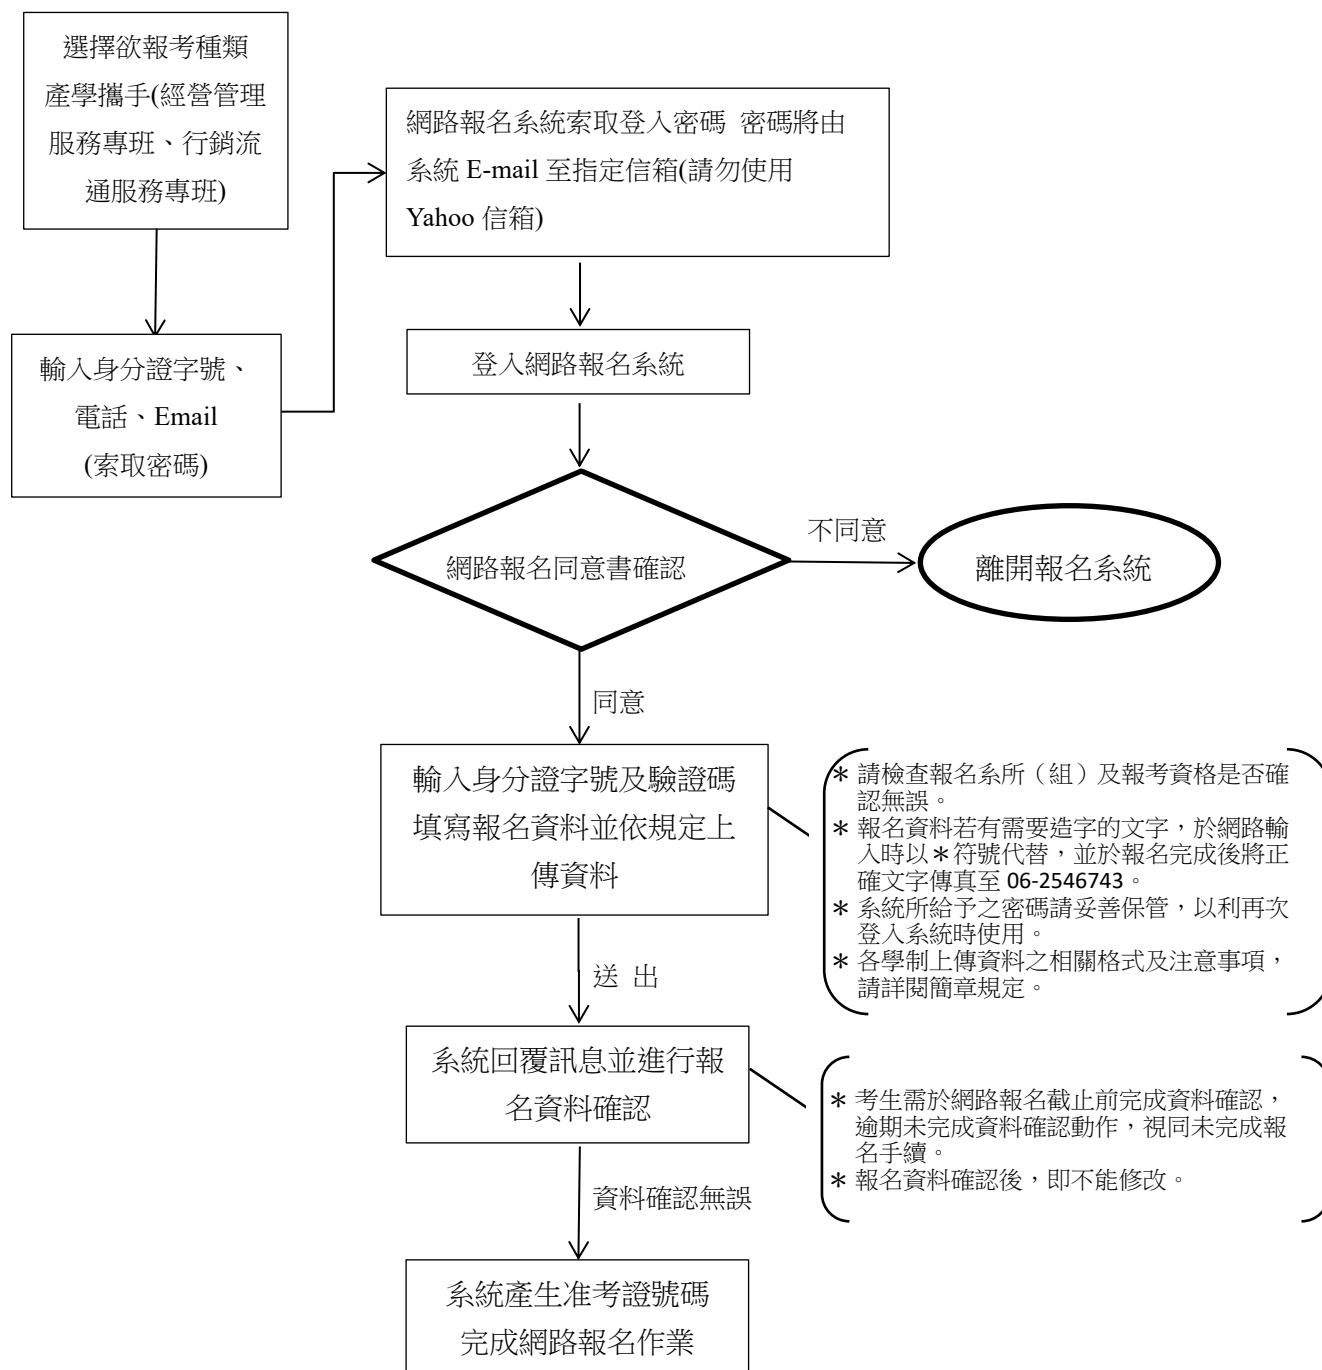 選擇欲報考種類
產學攜手(經營管理
服務專班、行銷流
通服務專班)
輸入身分證字號、
電話、Email
(索取密碼)
網路報名系統索取登入密碼 密碼將由
系統 E-mail 至指定信箱(請勿使用
Yahoo 信箱)
登入網路報名系統
網路報名同意書確認
不同意
離開報名系統
同意
輸入身分證字號及驗證碼
填寫報名資料並依規定上
傳資料
＊請檢查報名系所（組）及報考資格是否確
認無誤。
＊報名資料若有需要造字的文字，於網路輸
入時以＊符號代替，並於報名完成後將正
確文字傳真至 06-2546743。
＊系統所給予之密碼請妥善保管，以利再次
登入系統時使用。
＊各學制上傳資料之相關格式及注意事項，
請詳閱簡章規定。
送 出
系統回覆訊息並進行報
名資料確認
＊考生需於網路報名截止前完成資料確認，
逾期未完成資料確認動作，視同未完成報
名手續。
＊報名資料確認後，即不能修改。
資料確認無誤
系統產生准考證號碼
完成網路報名作業